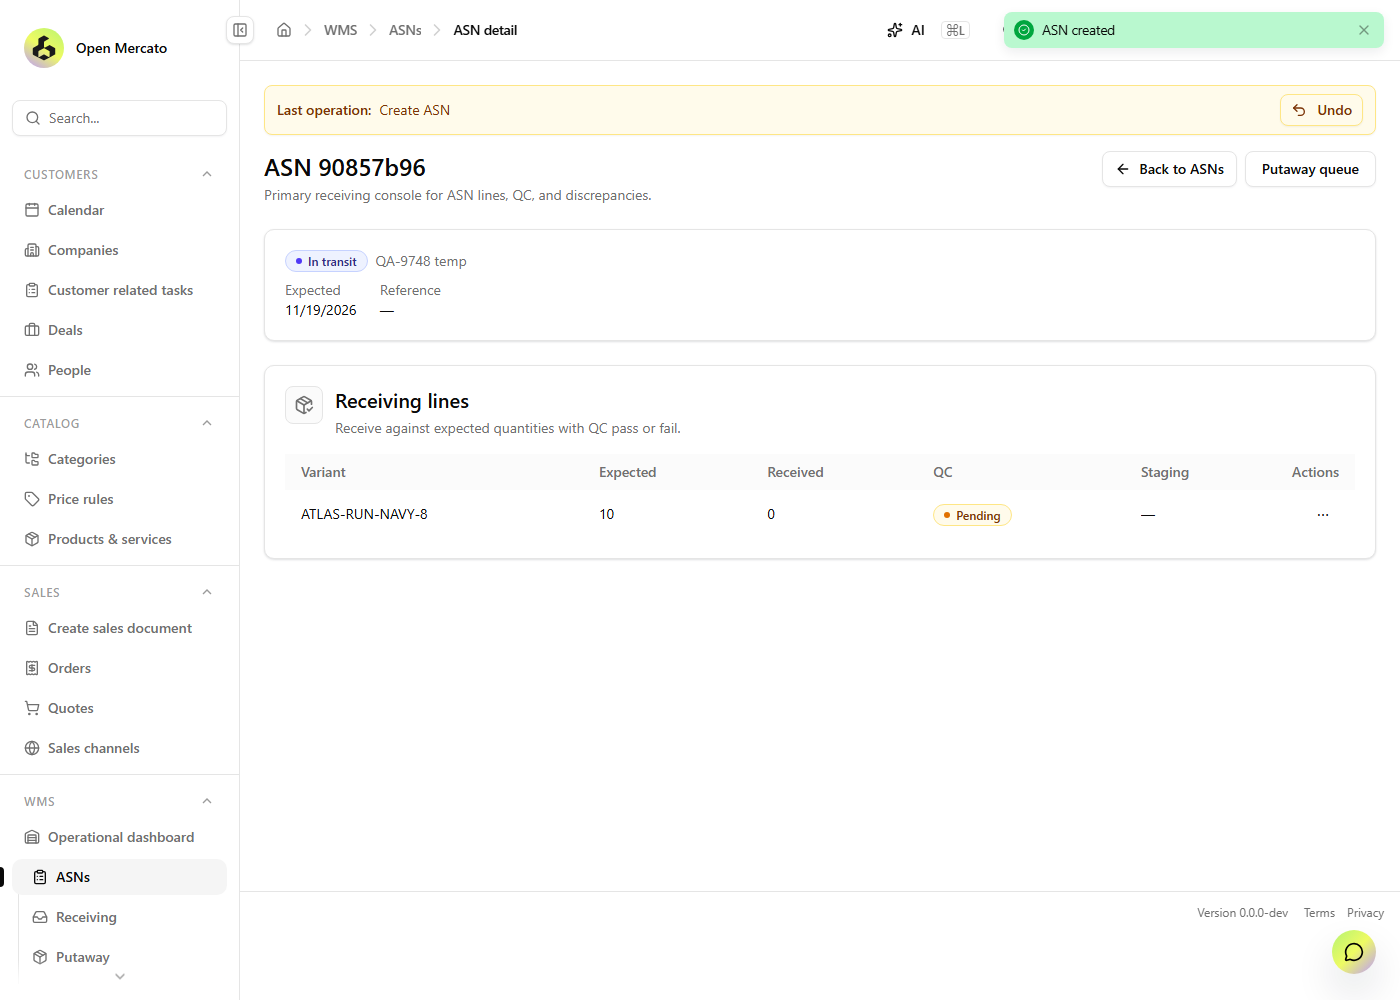 Open Mercato
WMS
ASNs
ASN detail
AI
⌘L
ASN created
Search...
Last operation: Create ASN
Undo
ASN 90857b96
Primary receiving console for ASN lines, QC, and discrepancies.
Back to ASNs
Putaway queue
CUSTOMERS
Calendar
Companies
Customer related tasks
Deals
People
CATALOG
Categories
Price rules
Products & services
SALES
Create sales document
Orders
Quotes
Sales channels
WMS
Operational dashboard
ASNs
Receiving
Putaway
In transit
QA-9748 temp
Expected Reference
11/19/2026 —
Receiving lines
Receive against expected quantities with QC pass or fail.
Variant Expected Received QC Staging Actions
ATLAS-RUN-NAVY-8 10 0 Pending — ...
Version 0.0.0-dev Terms Privacy